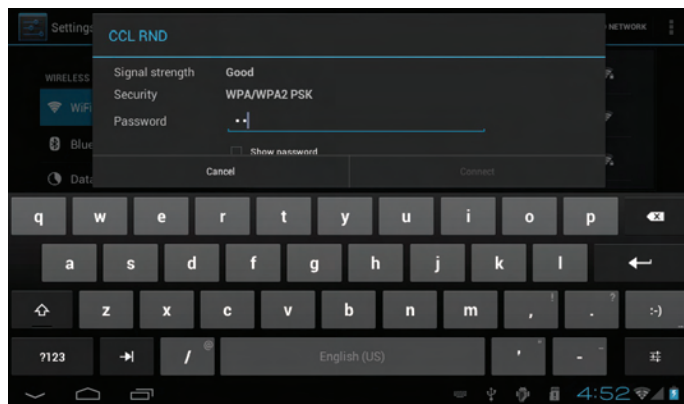 Settings
CCL RND
NETWORK
Signal strength Good
Security WPA/WPA2 PSK
Password ••
Show password
Cancel Connect
WIRELESS
WiFi
Blue
Data
q w e r t y u i o p
a s d f g h j k l
z x c v b n m , ! . ? :-)
?123 / @ English (US) ' " - _
4:52